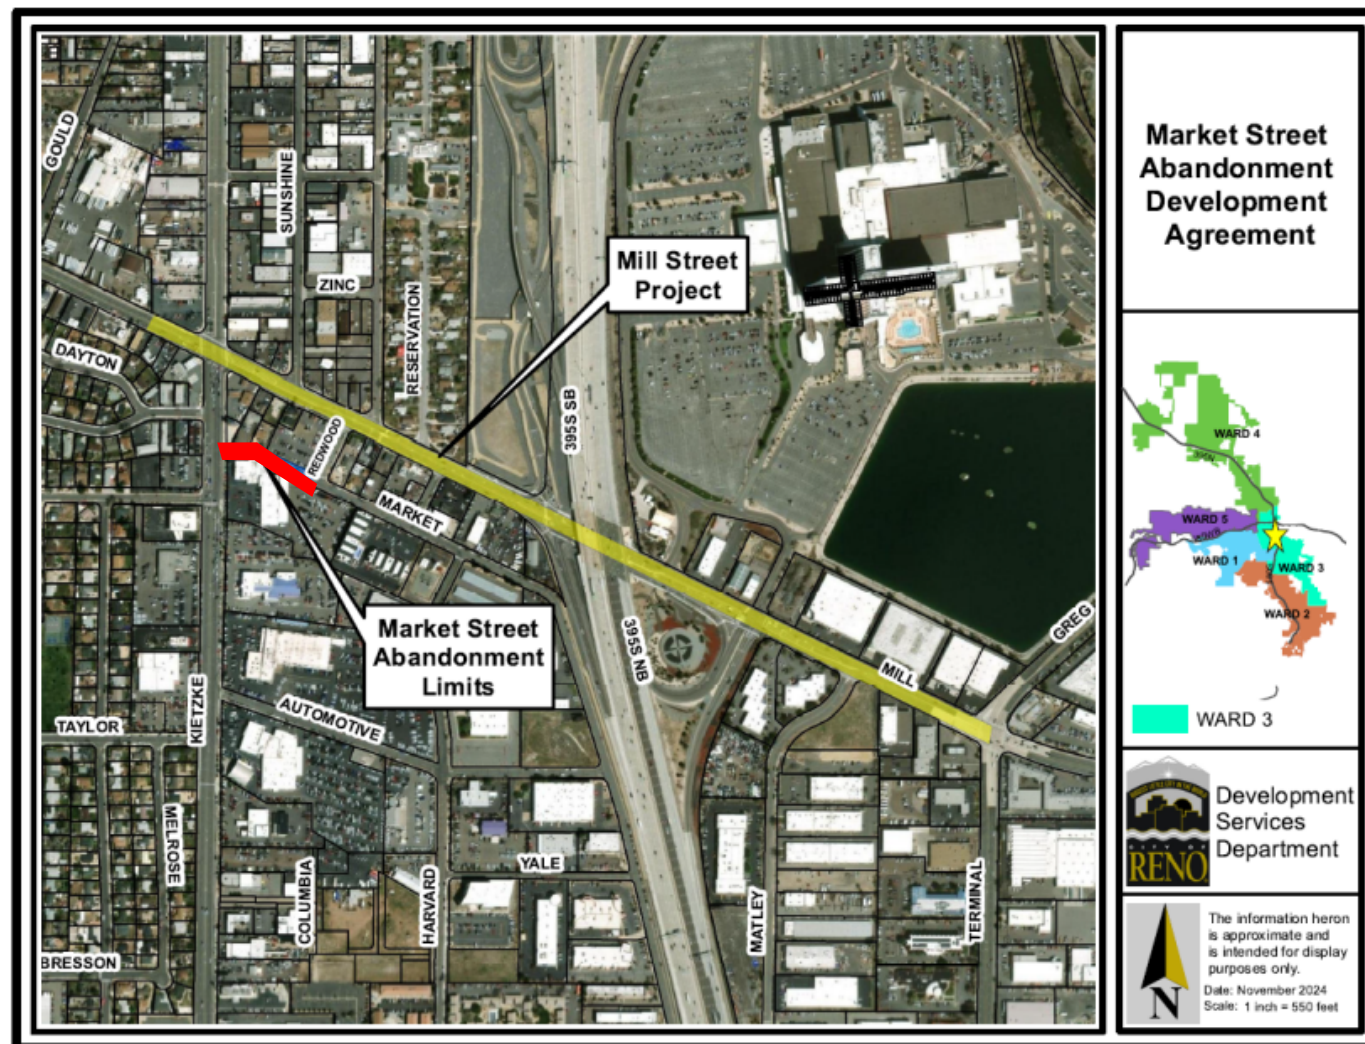 GOULD
SUNSHINE
ZINC
RESERVATION
DAYTON
REDWOOD
MARKET
Mill Street
Project
395S SB
395S NB
Market Street
Abandonment
Limits
MILL
GREG
KIETZKE
AUTOMOTIVE
TAYLOR
MELROSE
COLUMBIA
HARVARD
YALE
MATLEY
TERMINAL
BRESSON
Market Street
Abandonment
Development
Agreement
WARD 4
395N
WARD 5
WARD 1
WARD 3
WARD 2
WARD 3
CITY OF
RENO
Development
Services
Department
N
The information heron
is approximate and
is intended for display
purposes only.
Date: November 2024
Scale: 1 inch = 550 feet